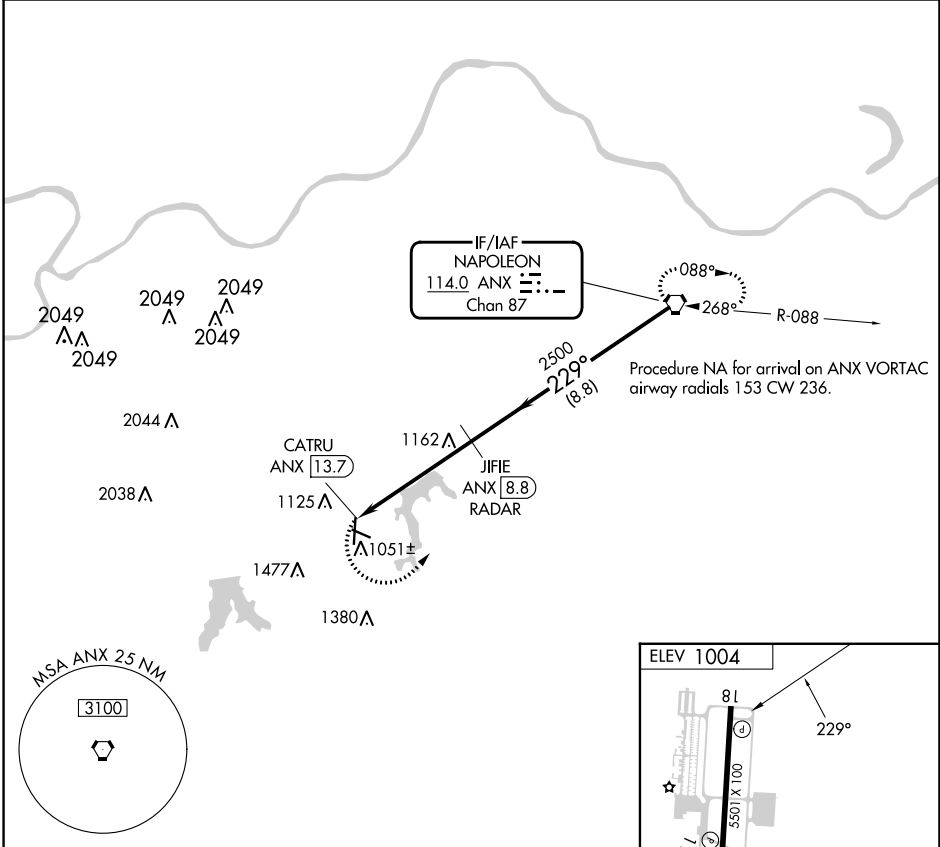 IF/IAF
NAPOLEON
114.0 ANX
Chan 87
088°
268°
R-088
2500
229°
(8.8)
Procedure NA for arrival on ANX VORTAC
airway radials 153 CW 236.
2049
2049
2049
2049
2049
2044
2038
CATRU
ANX 13.7
1162
JIFIE
ANX 8.8
RADAR
1125
1051±
1477
1380
MSA ANX 25 NM
3100
ELEV 1004
18
229°
P
5501 X 100
P